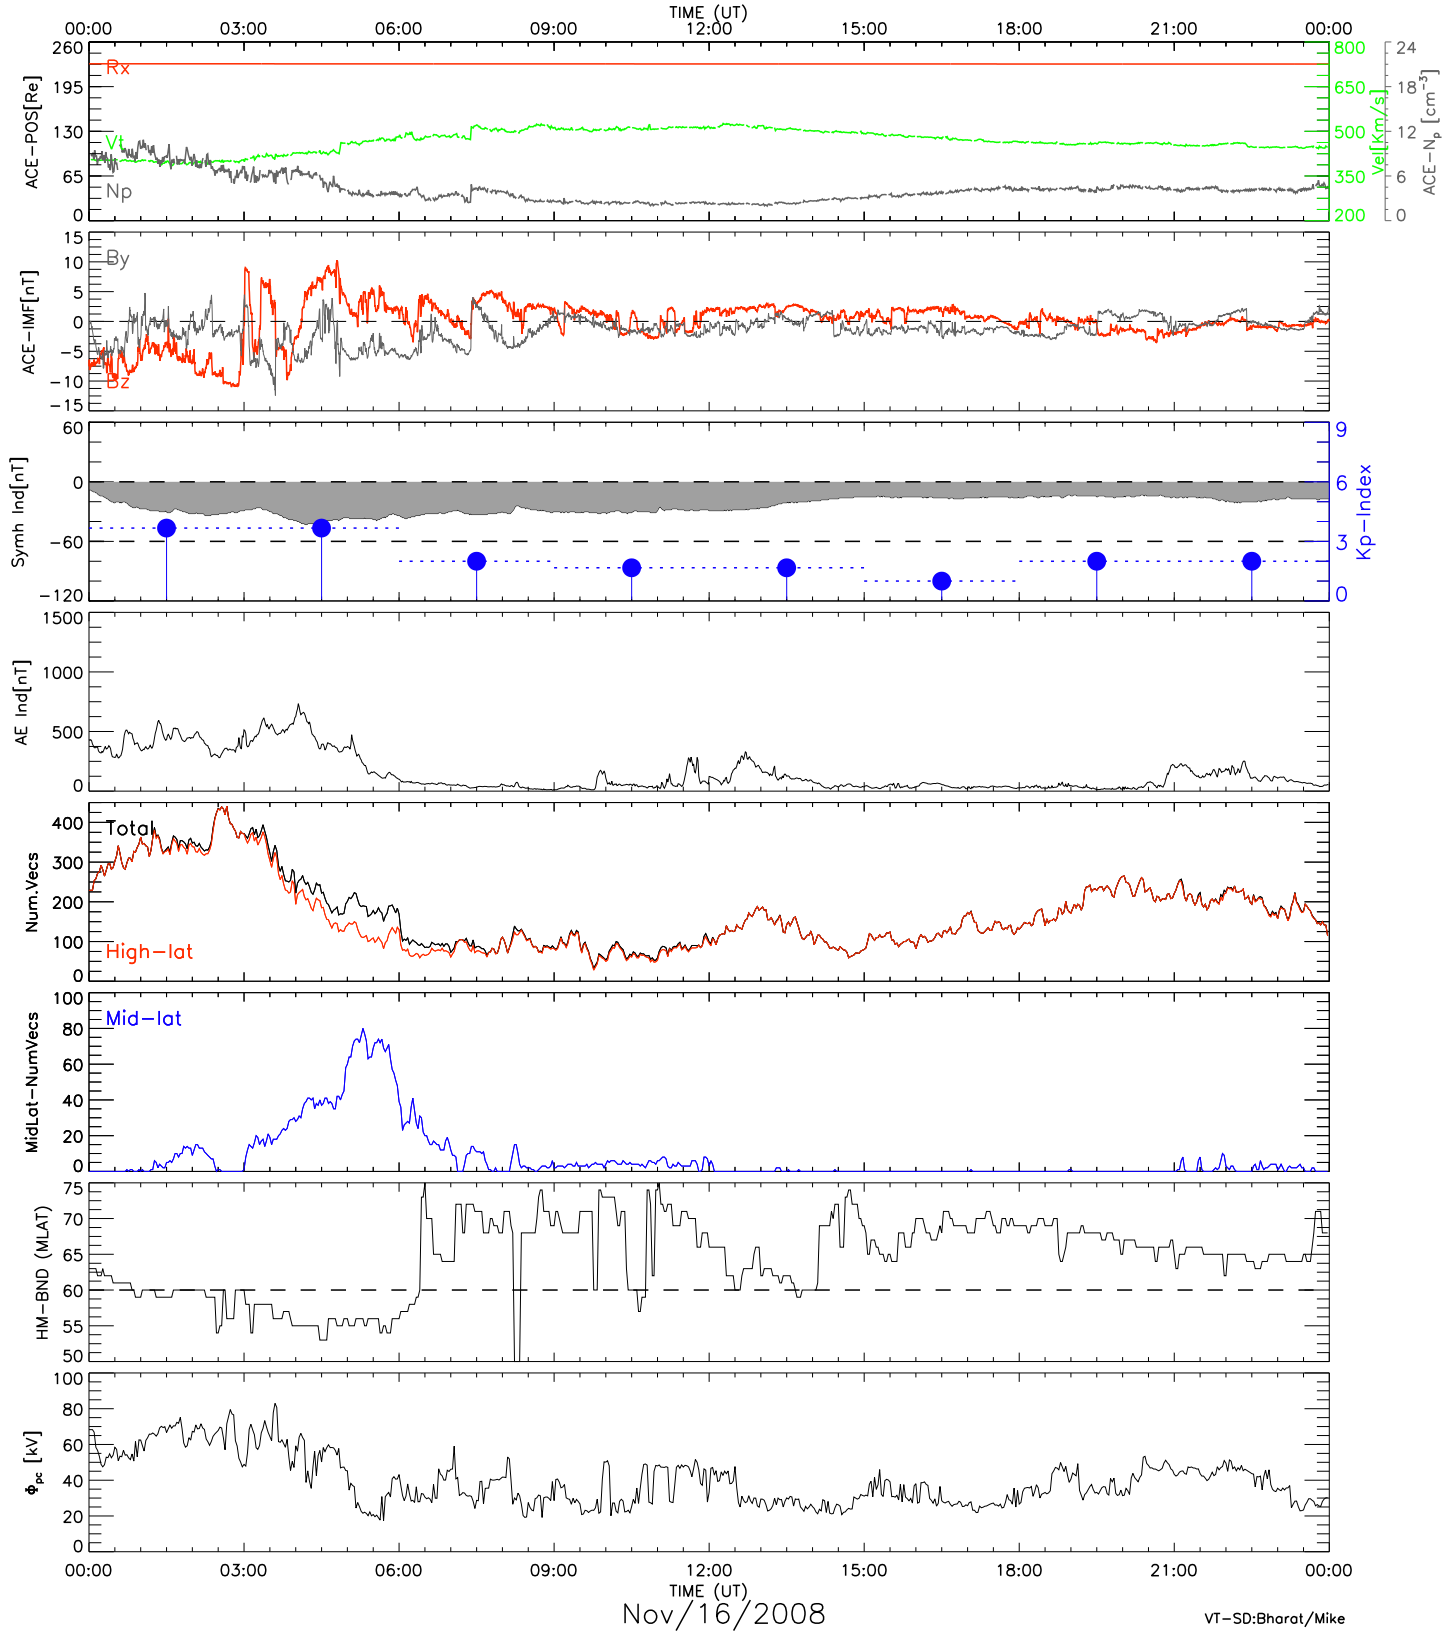 TIME (UT)
00:00 03:00 06:00 09:00 12:00 15:00 18:00 21:00 00:00
260 195 130 65 0
ACE-POS[Re]
Rx
Vt
Np
800 650 500 350 200
Vel[Km/s]
24 18 12 6 0
ACE-Np [cm-3]
15 10 5 0 -5 -10 -15
ACE-IMF[nT]
By
Bz
60 0 -60 -120
Symh Ind[nT]
9 6 3 0
Kp-Index
1500 1000 500 0
AE Ind[nT]
400 300 200 100 0
Num.Vecs
Total
High-lat
100 80 60 40 20 0
MidLat-NumVecs
Mid-lat
75 70 65 60 55 50
HM-BND (MLAT)
100 80 60 40 20 0
Φpc [kV]
00:00 03:00 06:00 09:00 12:00 15:00 18:00 21:00 00:00
TIME (UT)
Nov/16/2008
VT-SD:Bharat/Mike